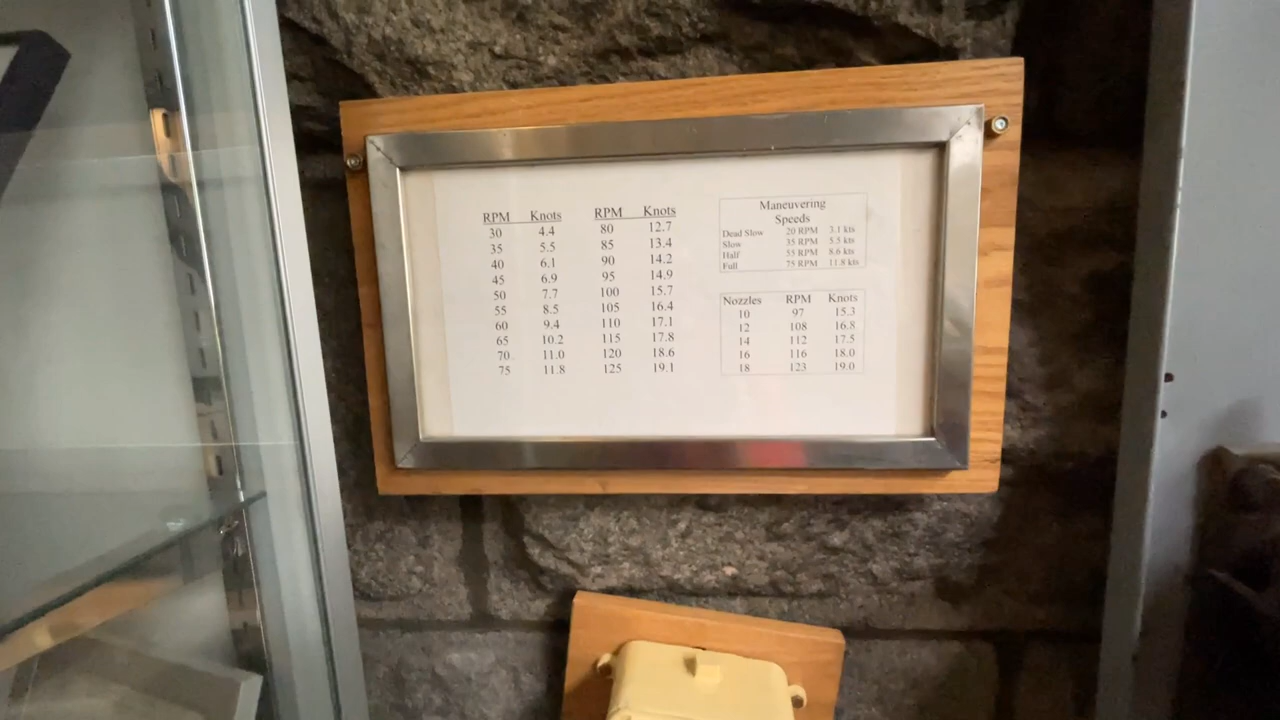 RPM Knots
30 4.4
35 5.5
40 6.1
45 6.9
50 7.7
55 8.5
60 9.4
65 10.2
70 11.0
75 11.8
RPM Knots
80 12.7
85 13.4
90 14.2
95 14.9
100 15.7
105 16.4
110 17.1
115 17.8
120 18.6
125 19.1
Maneuvering
Speeds
Dead Slow 20 RPM 3.1 kts
Slow 35 RPM 5.5 kts
Half 55 RPM 8.6 kts
Full 75 RPM 11.8 kts
Nozzles RPM Knots
10 97 15.3
12 108 16.8
14 112 17.5
16 116 18.0
18 123 19.0